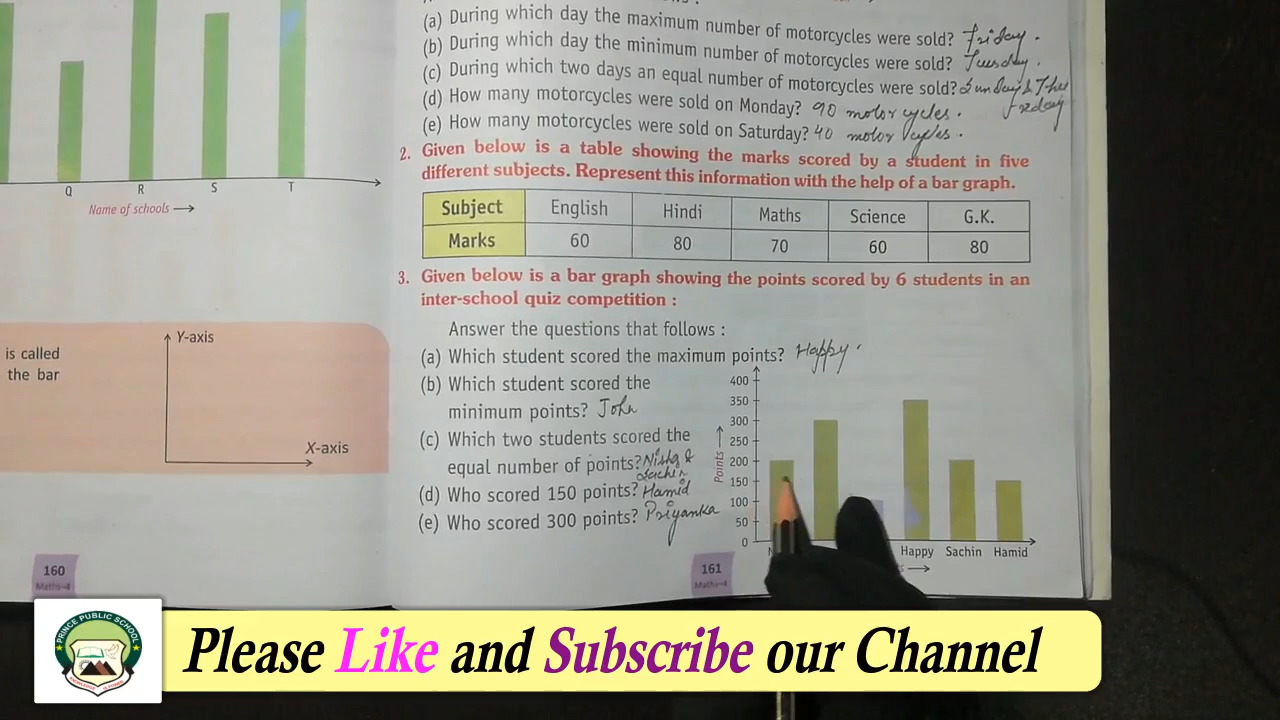 Q R S T
Name of schools →
Y-axis
X-axis
is called
the bar
160
Maths-4
(a) During which day the maximum number of motorcycles were sold? Friday.
(b) During which day the minimum number of motorcycles were sold? Tuesday.
(c) During which two days an equal number of motorcycles were sold? Sunday & Thu
(d) How many motorcycles were sold on Monday? 90 motorcycles.
(e) How many motorcycles were sold on Saturday? 40 motorcycles.
2. Given below is a table showing the marks scored by a student in five
different subjects. Represent this information with the help of a bar graph.
Subject English Hindi Maths Science G.K.
Marks 60 80 70 60 80
3. Given below is a bar graph showing the points scored by 6 students in an
inter-school quiz competition :
Answer the questions that follows :
(a) Which student scored the maximum points? Happy.
(b) Which student scored the
minimum points? John
(c) Which two students scored the
equal number of points? Nisha &
Sachin
(d) Who scored 150 points? Hamid
(e) Who scored 300 points? Priyanka
400
350
300
250
200
150
100
50
0
Points →
Happy Sachin Hamid
161
Maths-4
PRINCE PUBLIC SCHOOL
Please Like and Subscribe our Channel